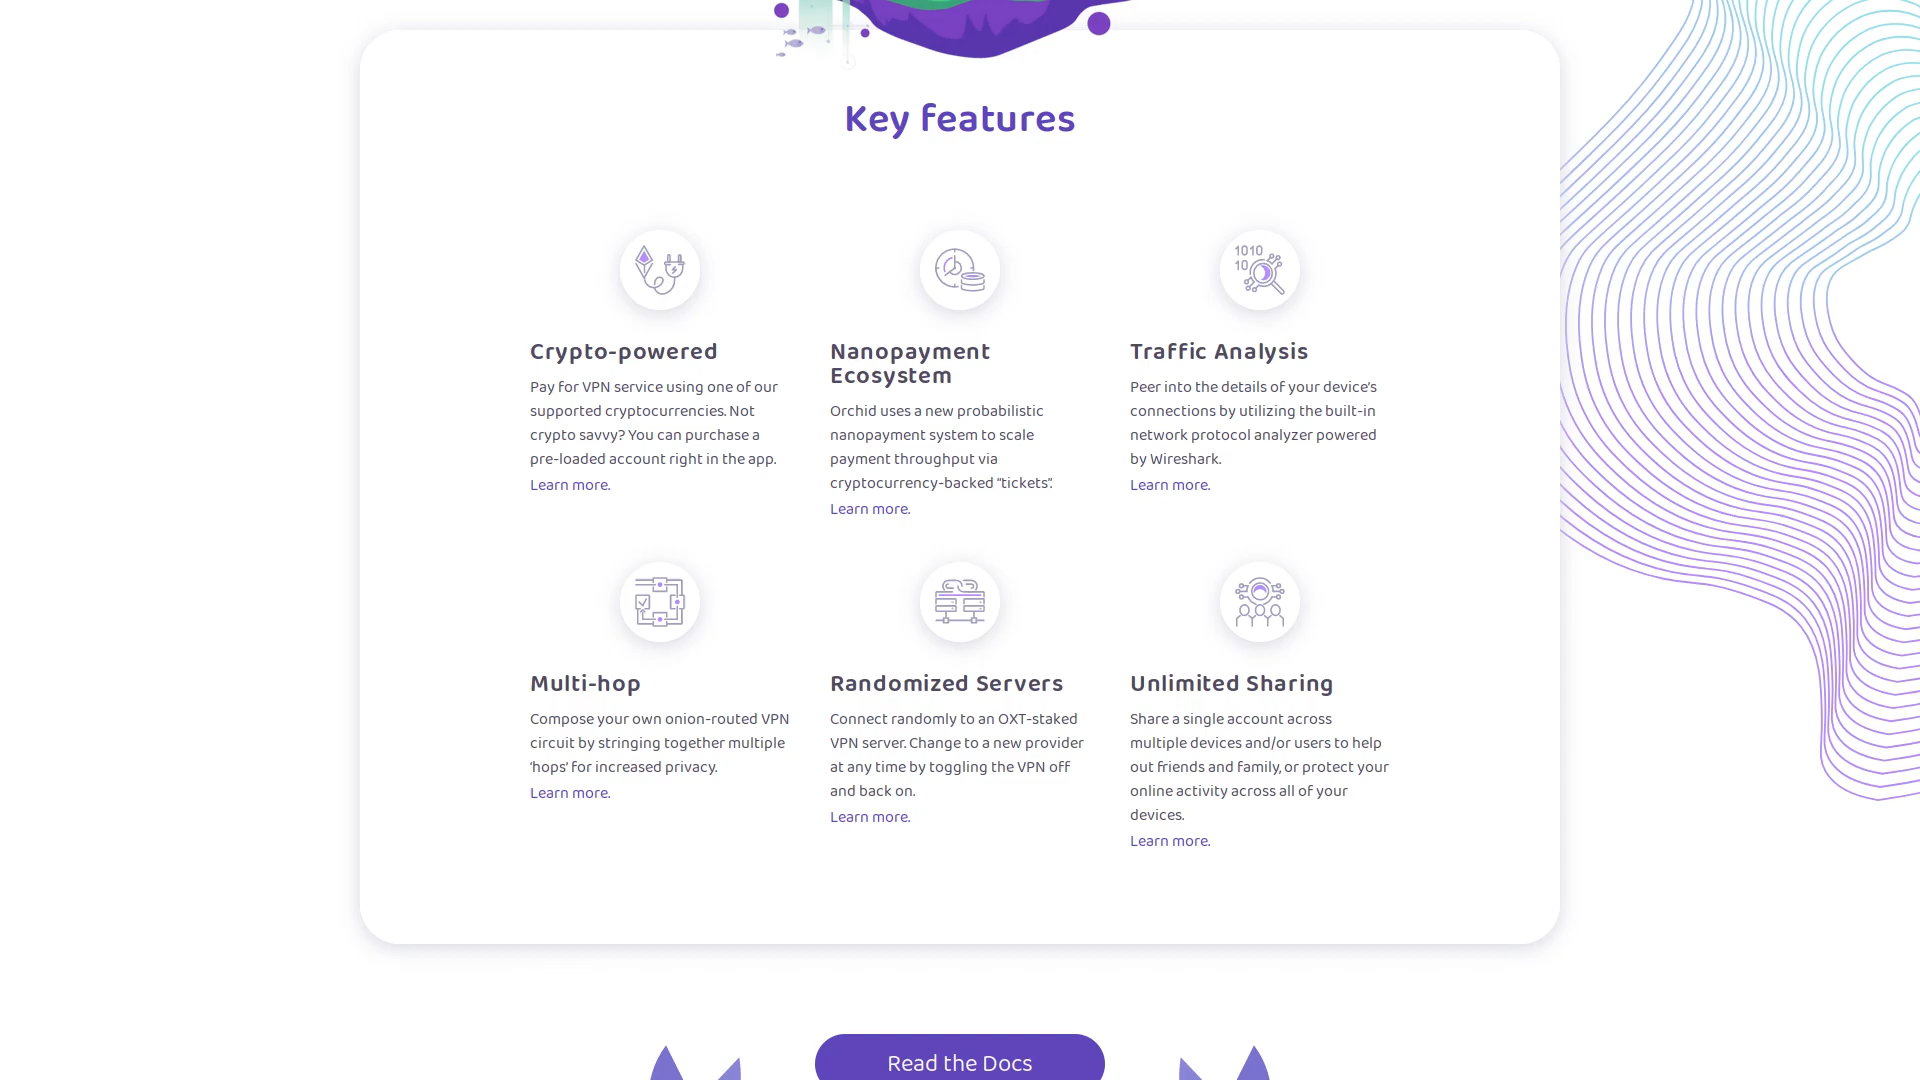 Key features
Crypto-powered
Pay for VPN service using one of our
supported cryptocurrencies. Not
crypto savvy? You can purchase a
pre-loaded account right in the app.
Learn more.
Nanopayment
Ecosystem
Orchid uses a new probabilistic
nanopayment system to scale
payment throughput via
cryptocurrency-backed “tickets”.
Learn more.
1010
10
Traffic Analysis
Peer into the details of your device’s
connections by utilizing the built-in
network protocol analyzer powered
by Wireshark.
Learn more.
Multi-hop
Compose your own onion-routed VPN
circuit by stringing together multiple
‘hops’ for increased privacy.
Learn more.
Randomized Servers
Connect randomly to an OXT-staked
VPN server. Change to a new provider
at any time by toggling the VPN off
and back on.
Learn more.
Unlimited Sharing
Share a single account across
multiple devices and/or users to help
out friends and family, or protect your
online activity across all of your
devices.
Learn more.
Read the Docs